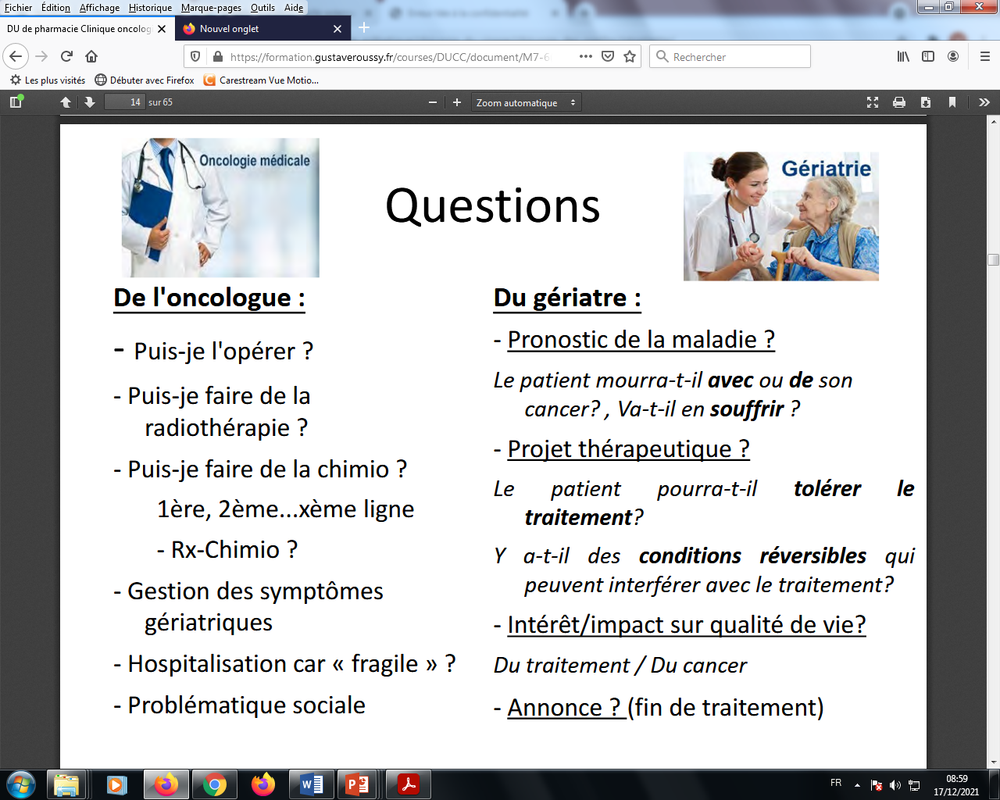 Fichier Édition Affichage Historique Marque-pages Outils Aide
DU de pharmacie Clinique oncolog
Nouvel onglet
https://formation.gustaveroussy.fr/courses/DUCC/document/M7-6
Rechercher
Les plus visités Débuter avec Firefox Carestream Vue Motio...
14 sur 65
Zoom automatique
Oncologie médicale
Gériatrie
Questions
De l'oncologue :
- Puis-je l'opérer ?
- Puis-je faire de la
radiothérapie ?
- Puis-je faire de la chimio ?
1ère, 2ème...xème ligne
- Rx-Chimio ?
- Gestion des symptômes
gériatriques
- Hospitalisation car « fragile » ?
- Problématique sociale
Du gériatre :
- Pronostic de la maladie ?
Le patient mourra-t-il avec ou de son
cancer? , Va-t-il en souffrir ?
- Projet thérapeutique ?
Le patient pourra-t-il tolérer le
traitement?
Y a-t-il des conditions réversibles qui
peuvent interférer avec le traitement?
- Intérêt/impact sur qualité de vie?
Du traitement / Du cancer
- Annonce ? (fin de traitement)
FR
08:59
17/12/2021